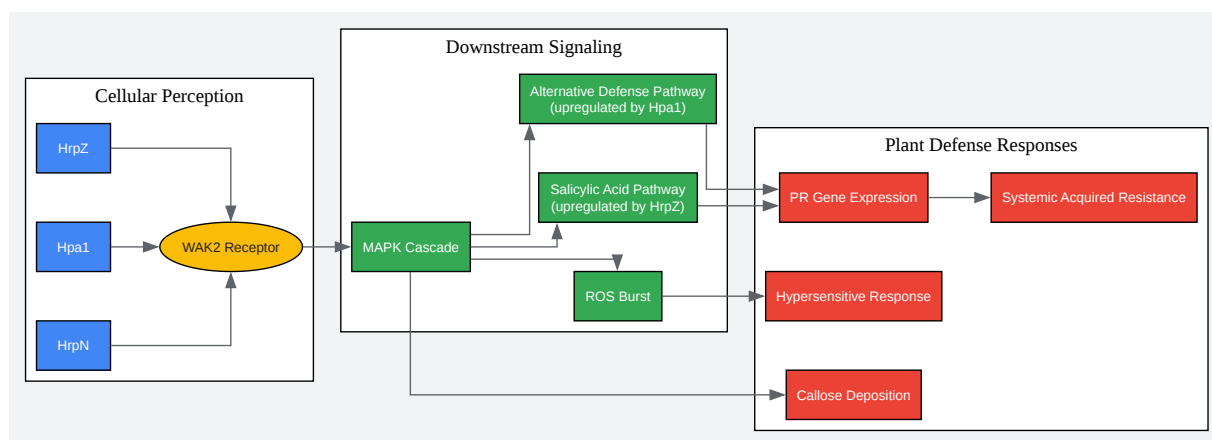 Cellular Perception
HrpZ
Hpa1
HrpN
WAK2 Receptor
Downstream Signaling
Alternative Defense Pathway
(upregulated by Hpa1)
Salicylic Acid Pathway
(upregulated by HrpZ)
MAPK Cascade
ROS Burst
Plant Defense Responses
PR Gene Expression
Systemic Acquired Resistance
Hypersensitive Response
Callose Deposition